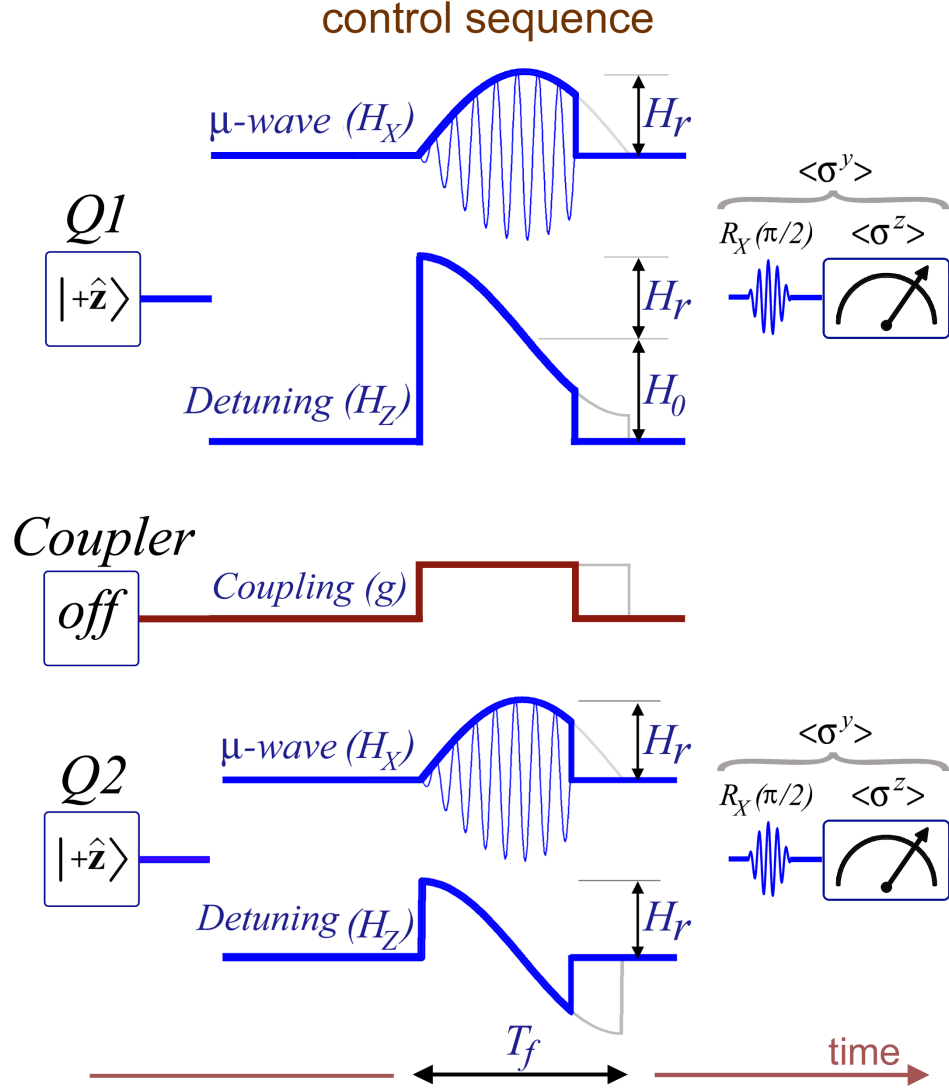 control sequence
μ-wave (H_X)
H_r
<σ^y>
Q1
R_X(π/2) <σ^z>
|+ẑ⟩
H_r
Detuning (H_Z)
H_0
Coupler
off
Coupling (g)
μ-wave (H_X)
H_r
<σ^y>
Q2
R_X(π/2) <σ^z>
|+ẑ⟩
Detuning (H_Z)
H_r
T_f
time